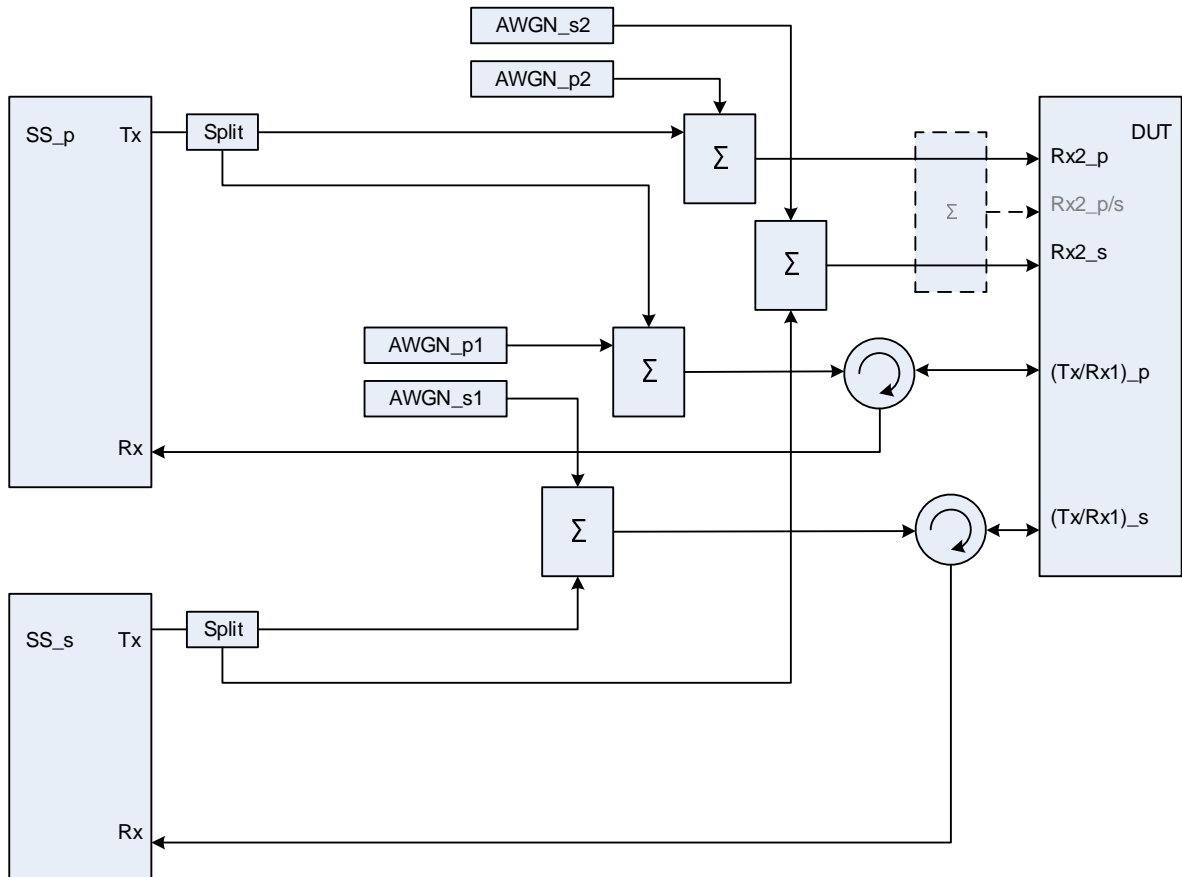 AWGN_s2
AWGN_p2
SS_p
Tx
Split
Σ
DUT
Rx2_p
Σ
Rx2_p/s
Σ
Rx2_s
AWGN_p1
Σ
(Tx/Rx1)_p
AWGN_s1
Rx
Σ
(Tx/Rx1)_s
SS_s
Tx
Split
Rx